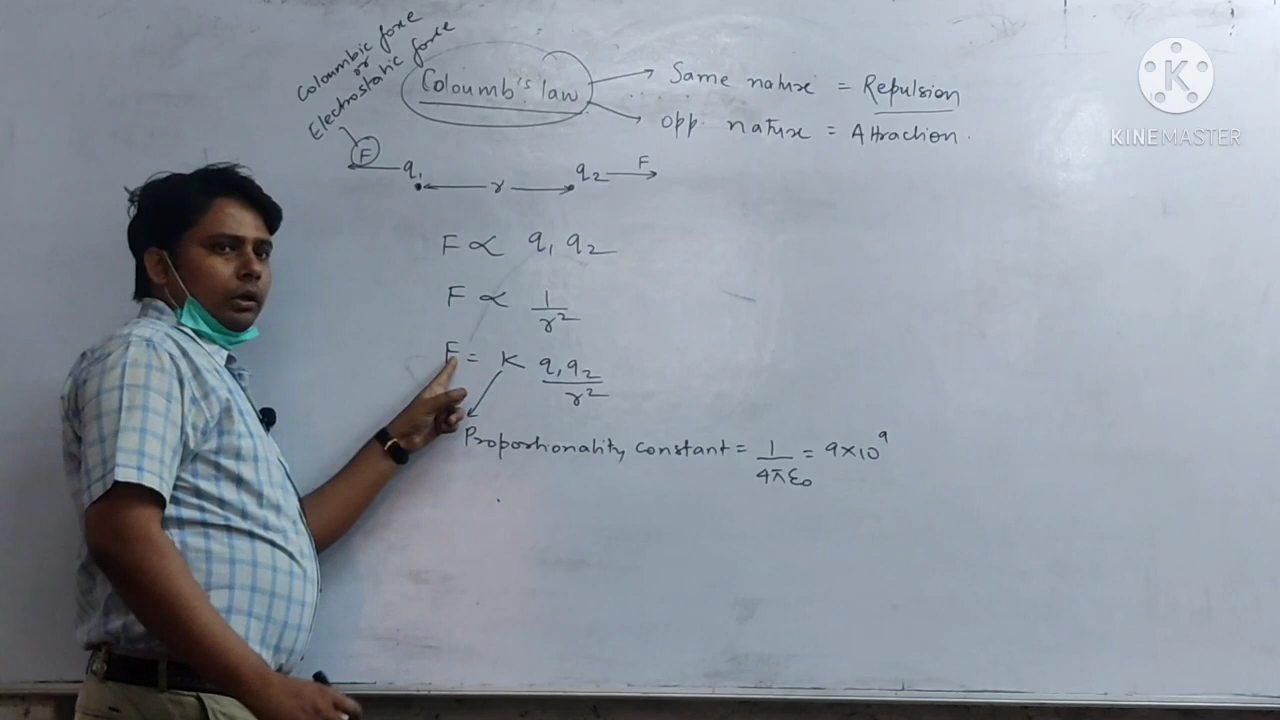 Coloumbic force
or
Electrostatic force
Coloumb's law
Same nature = Repulsion
opp. nature = Attraction.
F q₁ r q₂ F
F ∝ q₁ q₂
F ∝ 1/r²
F = K q₁q₂/r²
Proportionality constant = 1/4πε₀ = 9×10⁹
K
KINEMASTER